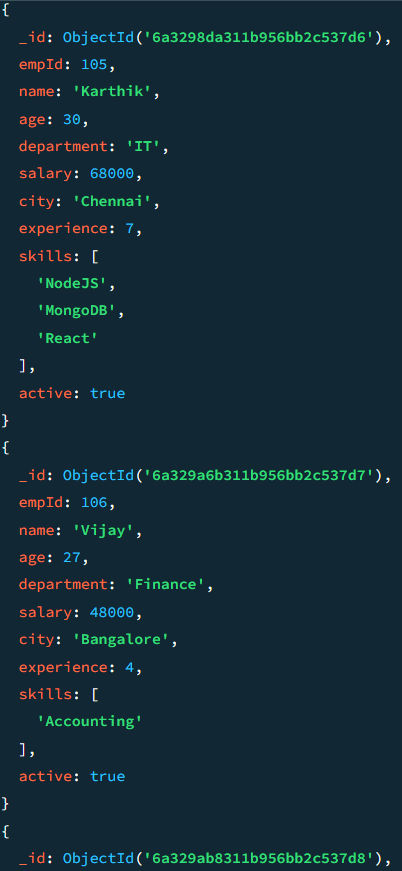 {
  _id: ObjectId('6a3298da311b956bb2c537d6'),
  empId: 105,
  name: 'Karthik',
  age: 30,
  department: 'IT',
  salary: 68000,
  city: 'Chennai',
  experience: 7,
  skills: [
    'NodeJS',
    'MongoDB',
    'React'
  ],
  active: true
}
{
  _id: ObjectId('6a329a6b311b956bb2c537d7'),
  empId: 106,
  name: 'Vijay',
  age: 27,
  department: 'Finance',
  salary: 48000,
  city: 'Bangalore',
  experience: 4,
  skills: [
    'Accounting'
  ],
  active: true
}
{
  _id: ObjectId('6a329ab8311b956bb2c537d8'),